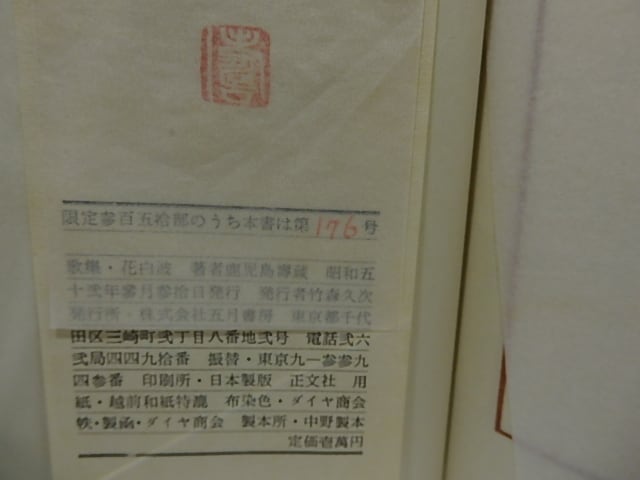 限定参百五拾部のうち本書は第176号
歌集・花白波 著者鹿児島壽蔵 昭和五
十弐年参月参拾日発行 発行者竹森久次
発行所・株式会社五月書房 東京都千代
田区三崎町弐丁目八番地弐号 電話弐六
弐局四四九拾番 振替・東京九ー参参九
四参番 印刷所・日本製版 正文社 用
紙・越前和紙特漉 布染色・ダイヤ商会
帙・製函・ダイヤ商会 製本所・中野製本
定価壱萬円